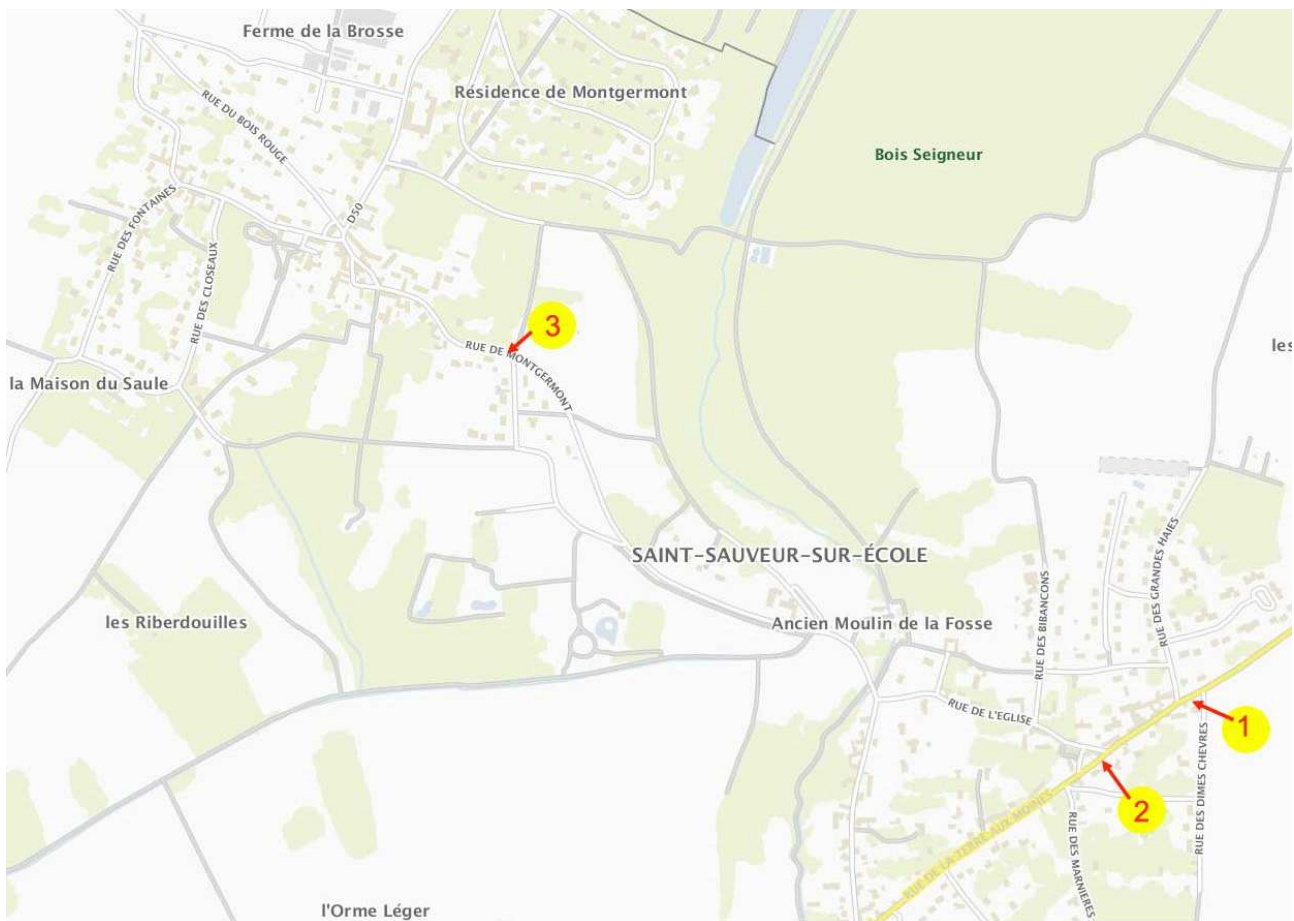 Ferme de la Brosse
Résidence de Montgermont
RUE DU BOIS ROUGE
Bois Seigneur
D50
RUE DES FONTAINES
RUE DES CLOSEAUX
3
RUE DE MONTGERMONT
les
la Maison du Saule
SAINT-SAUVEUR-SUR-ÉCOLE
RUE DES GRANDES HAIES
les Riberdouilles
Ancien Moulin de la Fosse
RUE DES BIBANCONS
RUE DE L'EGLISE
1
RUE DES DIMES CHEVRES
2
RUE DE LA TERRE AUX MOINES
RUE DES MARNIÈRES
l'Orme Léger